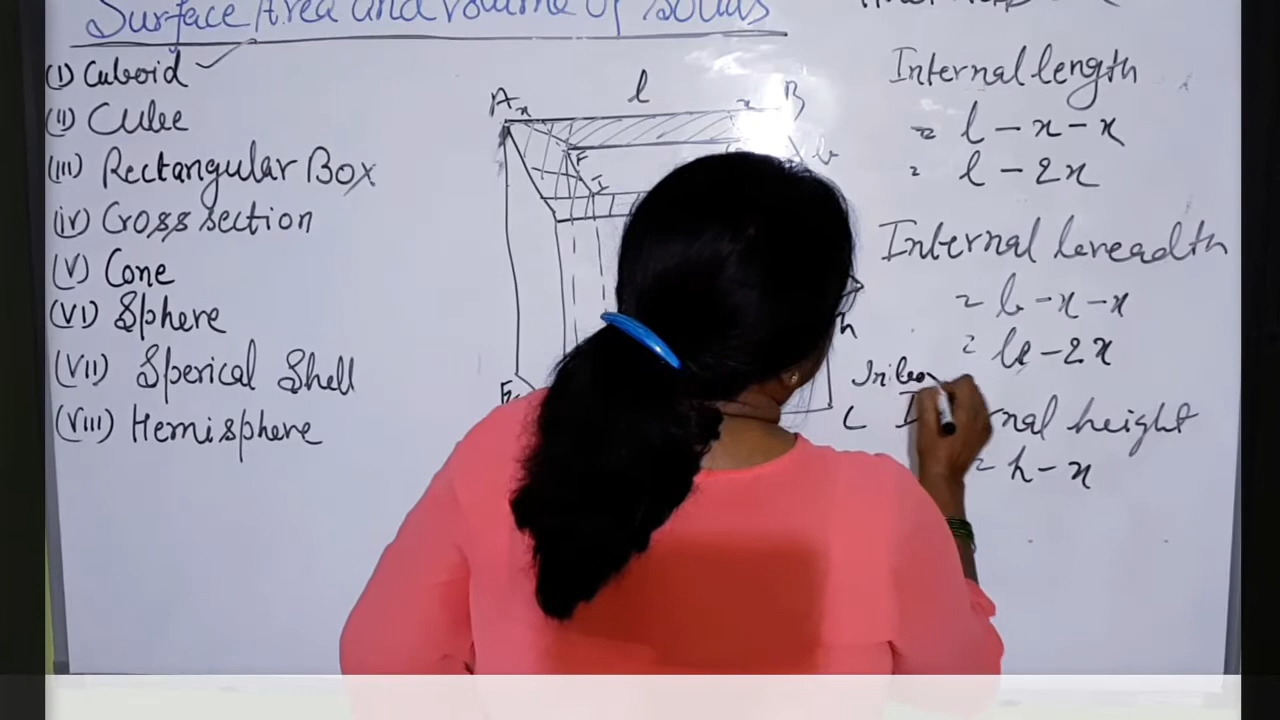 Surface Area and Volume of Solids
(I) Cuboid ✓
(II) Cube
(III) Rectangular Box
(iv) Cross section
(V) Cone
(VI) Sphere
(VII) Sperical Shell
(VIII) Hemisphere
l
A x x B
b
F
I
h
E
C
Internal length
= l - x - x
= l - 2x
Internal breadth
= b - x - x
= b - 2x
nal height
= h - x